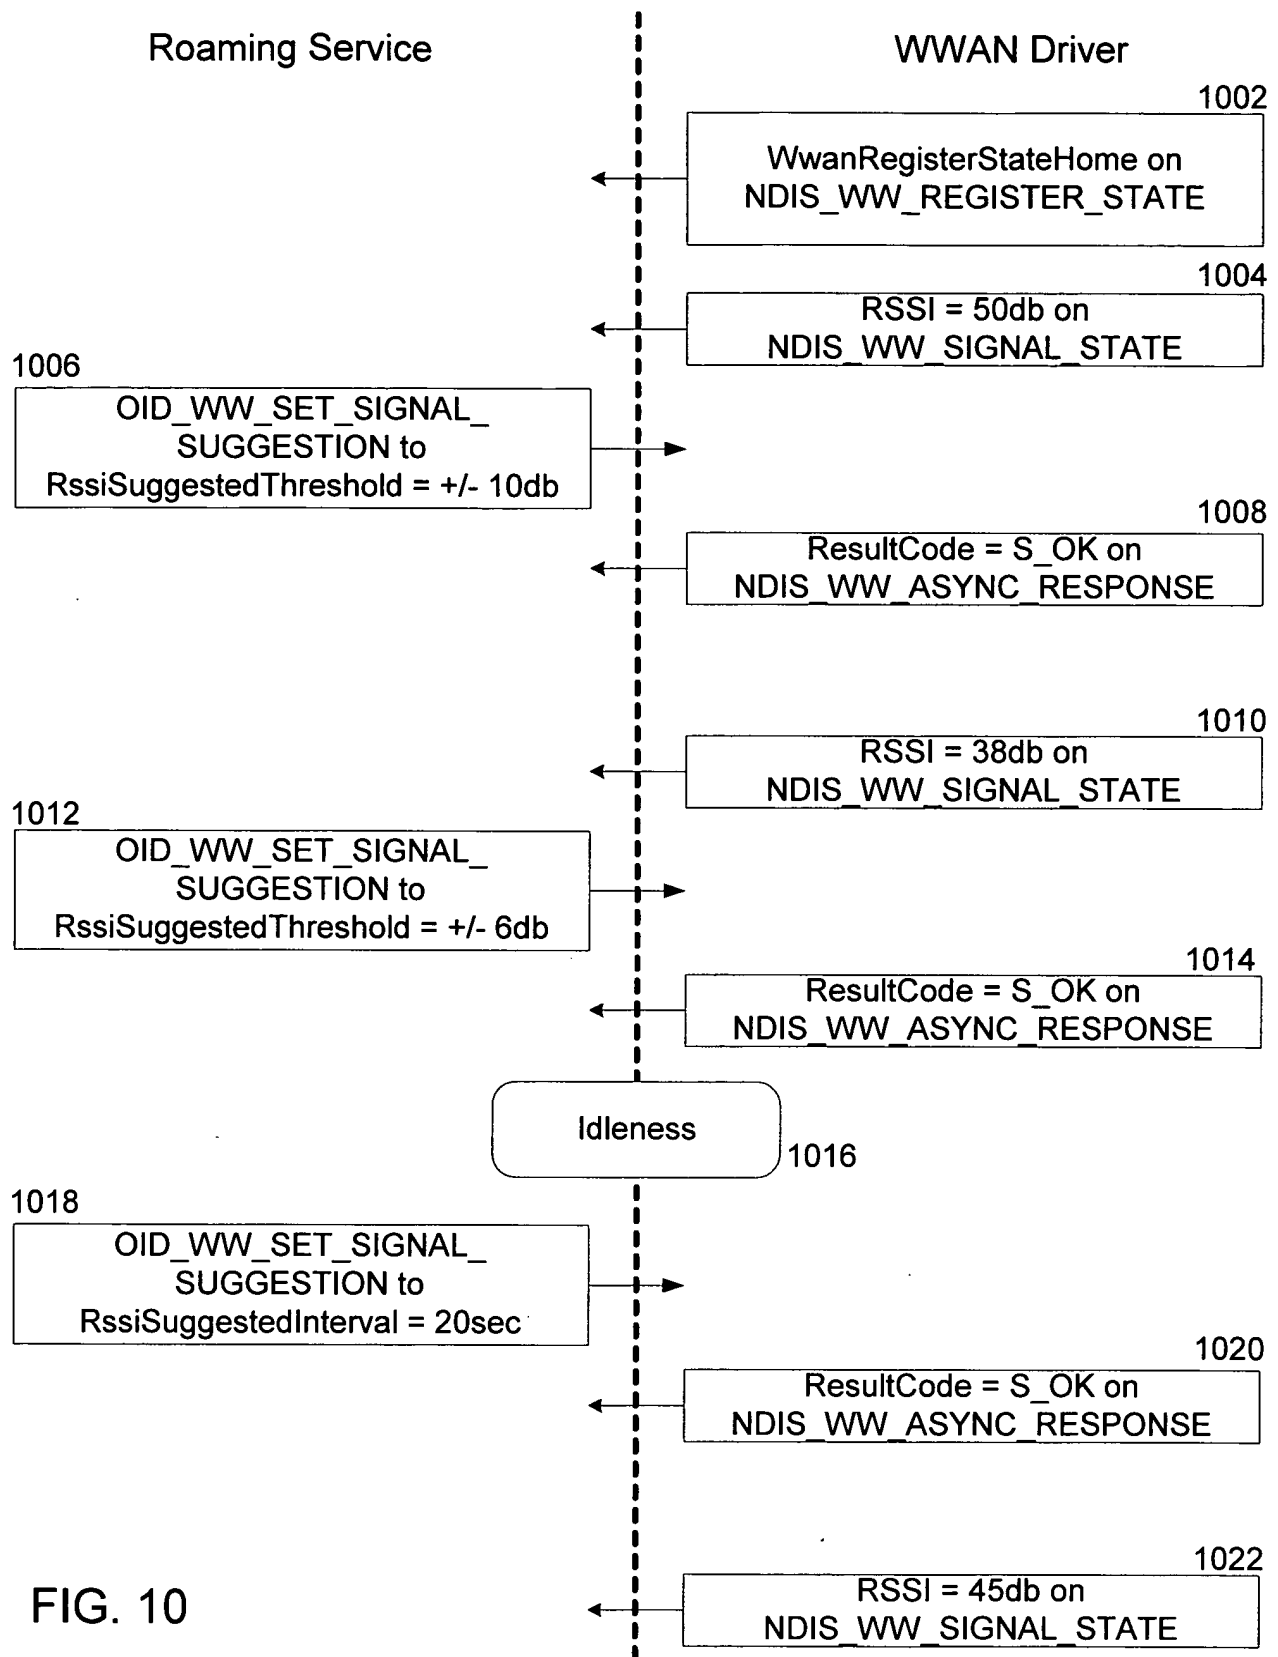 Roaming Service
WWAN Driver
1002
WwanRegisterStateHome on
NDIS_WW_REGISTER_STATE
1004
RSSI = 50db on
NDIS_WW_SIGNAL_STATE
1006
OID_WW_SET_SIGNAL_
SUGGESTION to
RssiSuggestedThreshold = +/- 10db
1008
ResultCode = S_OK on
NDIS_WW_ASYNC_RESPONSE
1010
RSSI = 38db on
NDIS_WW_SIGNAL_STATE
1012
OID_WW_SET_SIGNAL_
SUGGESTION to
RssiSuggestedThreshold = +/- 6db
1014
ResultCode = S_OK on
NDIS_WW_ASYNC_RESPONSE
Idleness
1016
1018
OID_WW_SET_SIGNAL_
SUGGESTION to
RssiSuggestedInterval = 20sec
1020
ResultCode = S_OK on
NDIS_WW_ASYNC_RESPONSE
1022
RSSI = 45db on
NDIS_WW_SIGNAL_STATE
FIG. 10